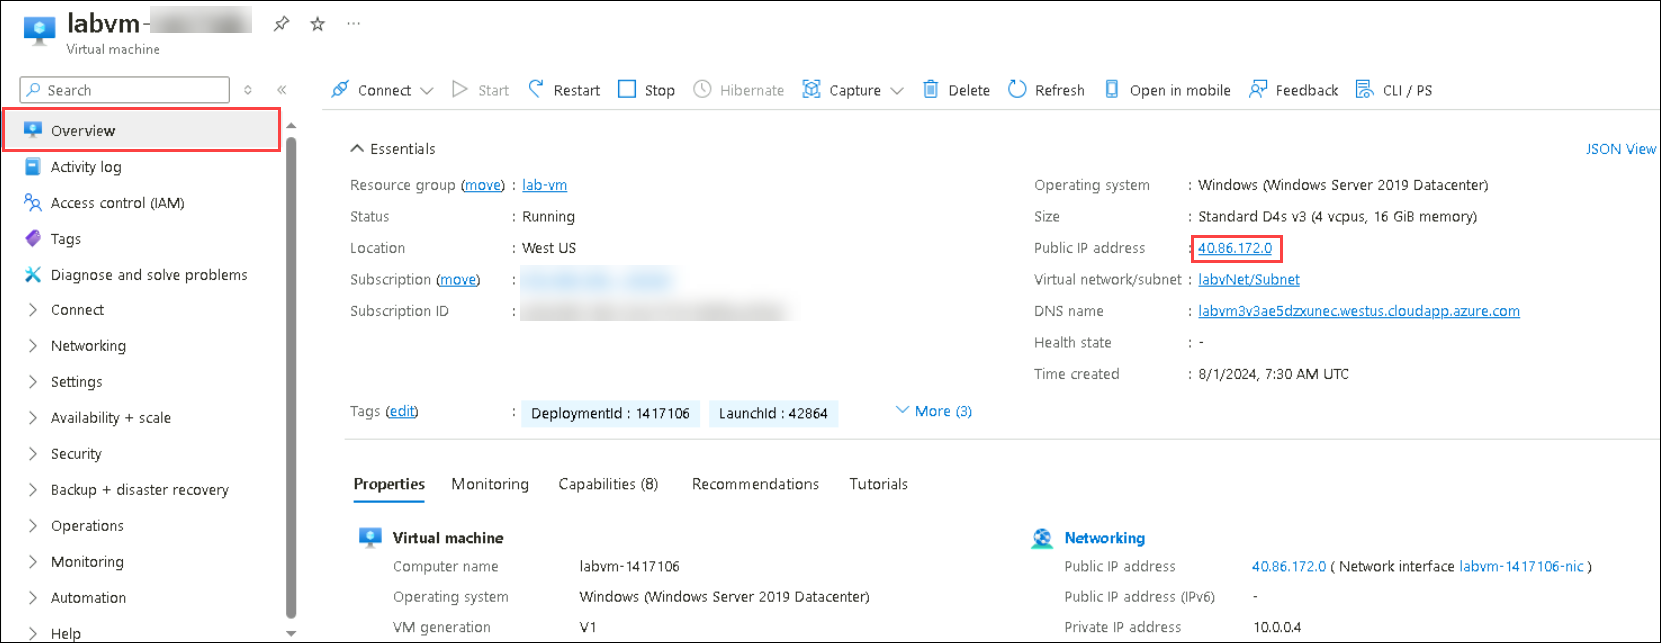 labvm-
Virtual machine
Search
Connect
Start
Restart
Stop
Hibernate
Capture
Delete
Refresh
Open in mobile
Feedback
CLI / PS
Overview
Activity log
Access control (IAM)
Tags
Diagnose and solve problems
Connect
Networking
Settings
Availability + scale
Security
Backup + disaster recovery
Operations
Monitoring
Automation
Help
Essentials
JSON View
Resource group (move) : lab-vm
Status : Running
Location : West US
Subscription (move) :
Subscription ID :
Operating system : Windows (Windows Server 2019 Datacenter)
Size : Standard D4s v3 (4 vcpus, 16 GiB memory)
Public IP address : 40.86.172.0
Virtual network/subnet : labvNet/Subnet
DNS name : labvm3v3ae5dzxunec.westus.cloudapp.azure.com
Health state : -
Time created : 8/1/2024, 7:30 AM UTC
Tags (edit) : DeploymentId : 1417106 LaunchId : 42864 More (3)
Properties Monitoring Capabilities (8) Recommendations Tutorials
Virtual machine
Computer name labvm-1417106
Operating system Windows (Windows Server 2019 Datacenter)
VM generation V1
Networking
Public IP address 40.86.172.0 ( Network interface labvm-1417106-nic )
Public IP address (IPv6) -
Private IP address 10.0.0.4